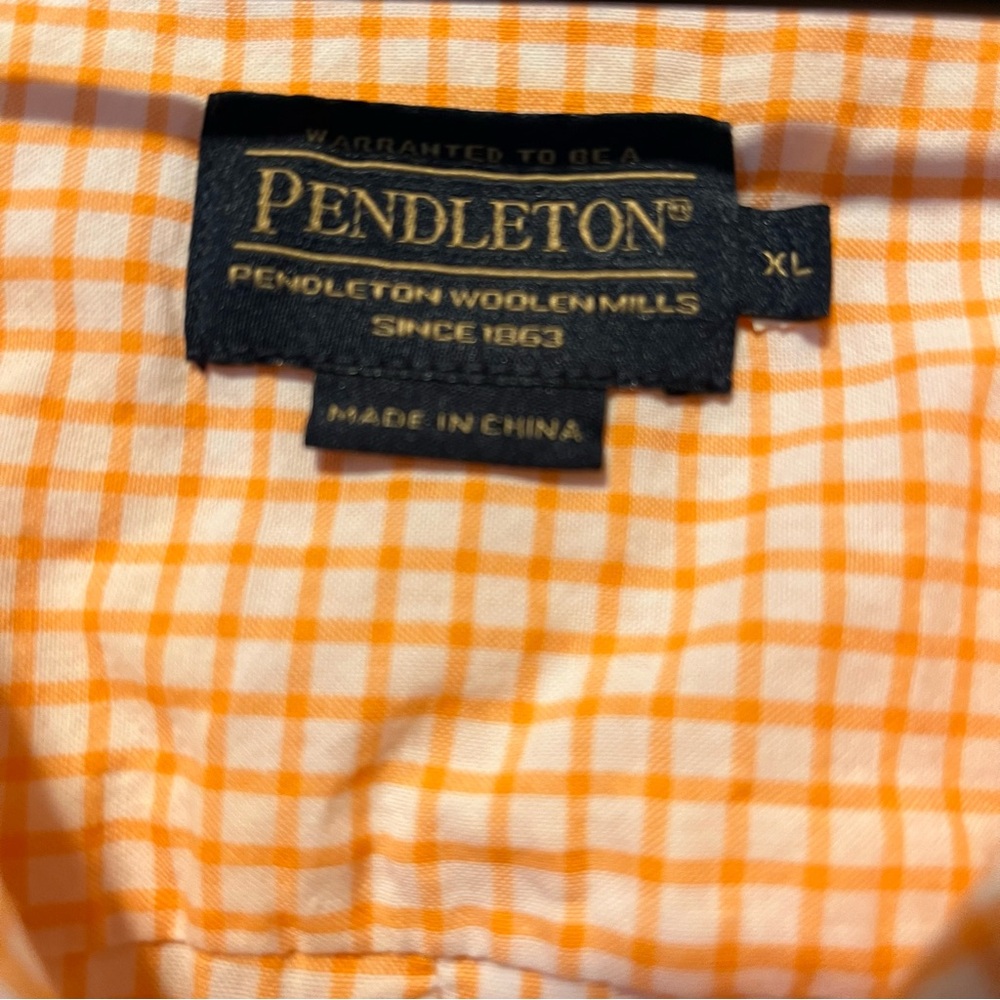 WARRANTED TO BE A
PENDLETON®
PENDLETON WOOLEN MILLS
SINCE 1863
XL
MADE IN CHINA